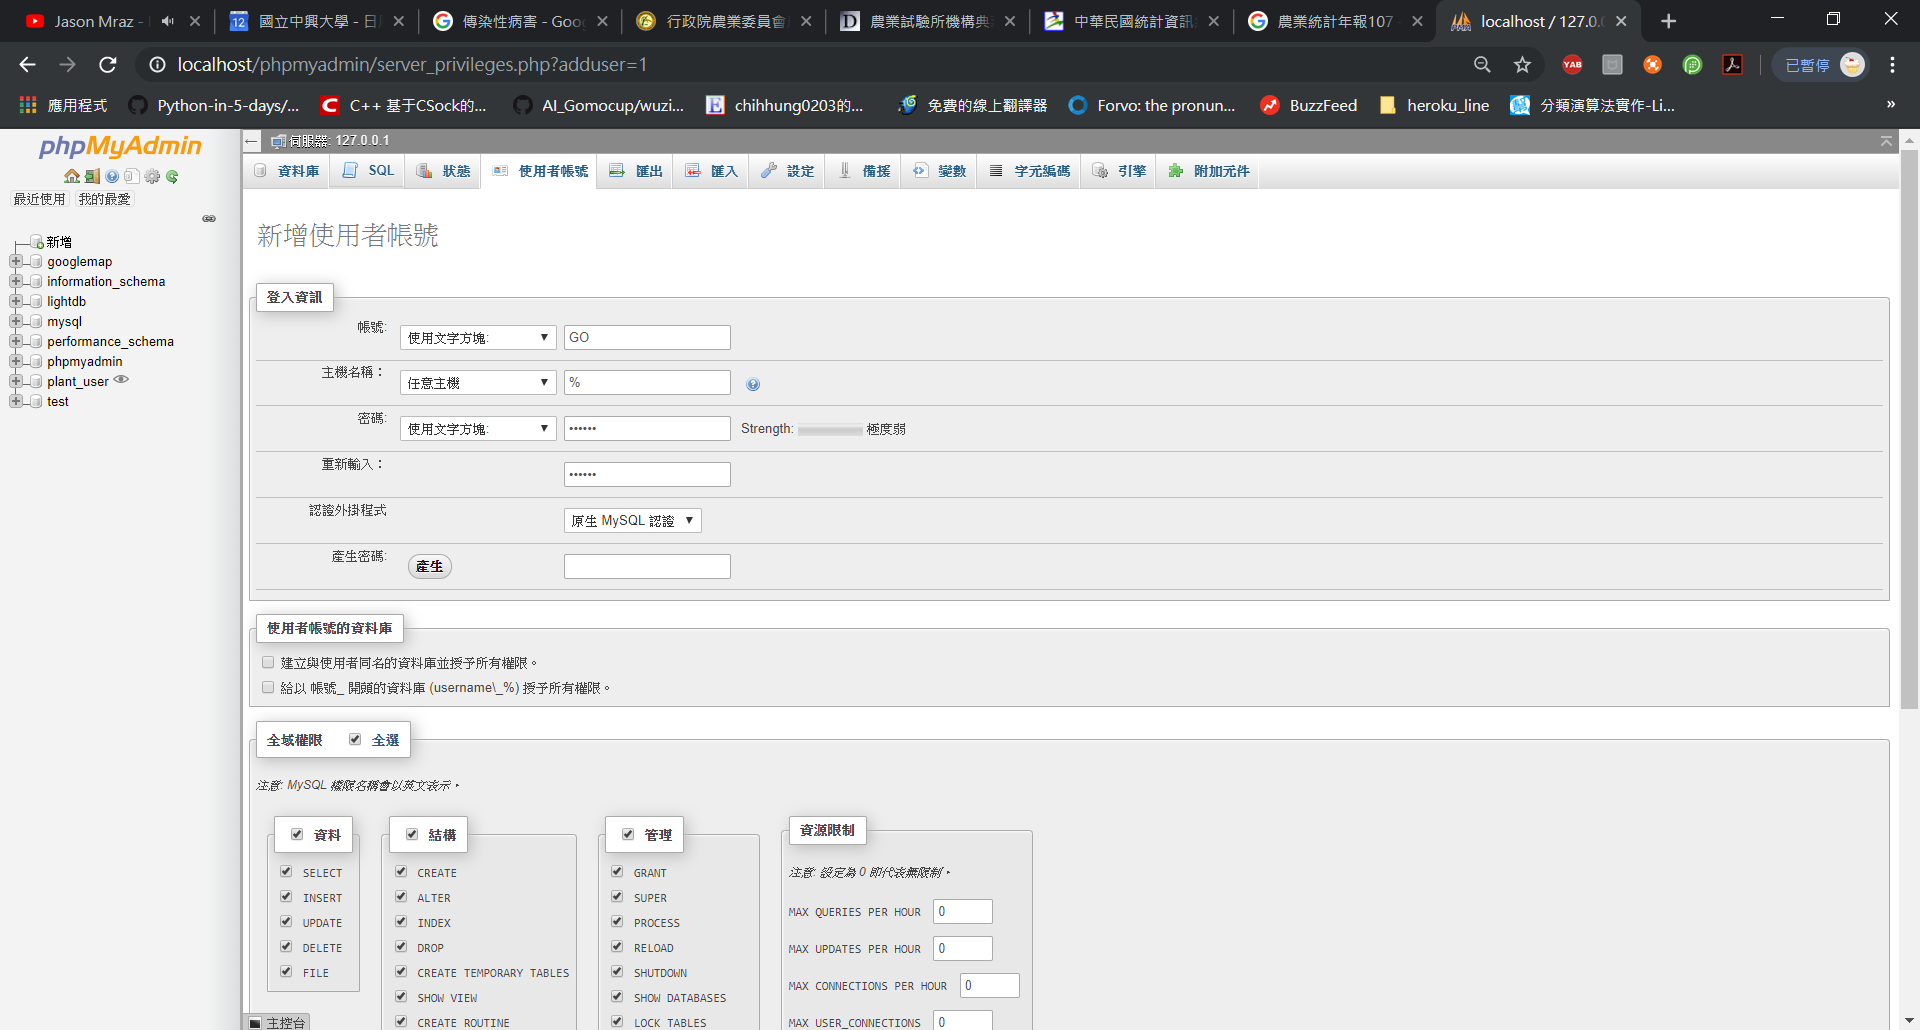 Jason Mraz -
國立中興大學 - 日
傳染性病害 - Goo
行政院農業委員會
農業試驗所機構典
中華民國統計資訊
農業統計年報107
localhost / 127.0.
localhost/phpmyadmin/server_privileges.php?adduser=1
已暫停
應用程式
Python-in-5-days/...
C++ 基于CSock的...
AI_Gomocup/wuzi...
chihhung0203的...
免費的線上翻譯器
Forvo: the pronun...
BuzzFeed
heroku_line
分類演算法實作-Li...
phpMyAdmin
最近使用 我的最愛
新增
googlemap
information_schema
lightdb
mysql
performance_schema
phpmyadmin
plant_user
test
伺服器: 127.0.0.1
資料庫 SQL 狀態 使用者帳號 匯出 匯入 設定 備援 變數 字元編碼 引擎 附加元件
新增使用者帳號
登入資訊
帳號: 使用文字方塊: GO
主機名稱： 任意主機 %
密碼: 使用文字方塊: •••••• Strength: 極度弱
重新輸入： ••••••
認證外掛程式 原生 MySQL 認證
產生密碼: 產生
使用者帳號的資料庫
建立與使用者同名的資料庫並授予所有權限。
給以 帳號_ 開頭的資料庫 (username\_%) 授予所有權限。
全域權限 全選
注意: MySQL 權限名稱會以英文表示。
資料
SELECT
INSERT
UPDATE
DELETE
FILE
結構
CREATE
ALTER
INDEX
DROP
CREATE TEMPORARY TABLES
SHOW VIEW
CREATE ROUTINE
管理
GRANT
SUPER
PROCESS
RELOAD
SHUTDOWN
SHOW DATABASES
LOCK TABLES
資源限制
注意: 設定為 0 即代表無限制。
MAX QUERIES PER HOUR 0
MAX UPDATES PER HOUR 0
MAX CONNECTIONS PER HOUR 0
MAX USER_CONNECTIONS 0
主控台